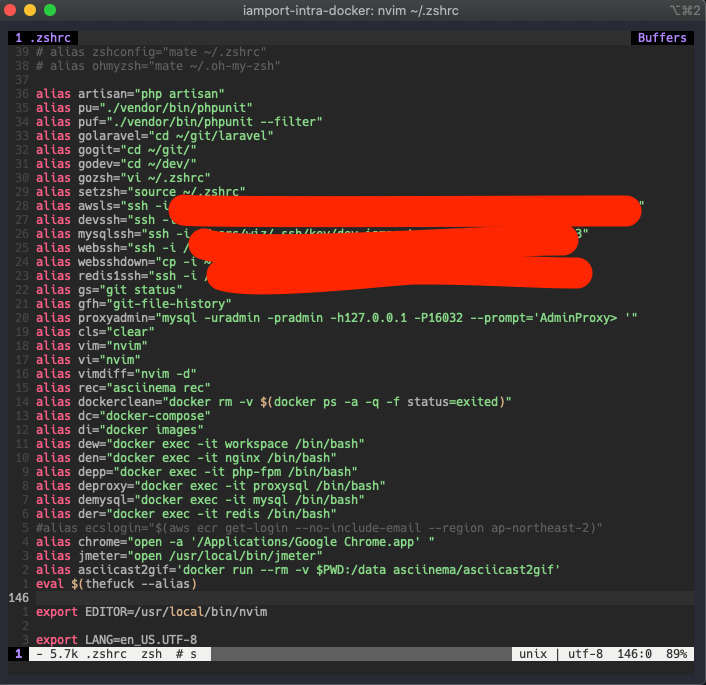 iamport-intra-docker: nvim ~/.zshrc
⌥⌘2
1 .zshrc Buffers
39 # alias zshconfig="mate ~/.zshrc"
38 # alias ohmyzsh="mate ~/.oh-my-zsh"
37
36 alias artisan="php artisan"
35 alias pu="./vendor/bin/phpunit"
34 alias puf="./vendor/bin/phpunit --filter"
33 alias golaravel="cd ~/git/laravel"
32 alias gogit="cd ~/git/"
31 alias godev="cd ~/dev/"
30 alias gozsh="vi ~/.zshrc"
29 alias setzsh="source ~/.zshrc"
28 alias awsls="ssh -i "
27 alias devssh="ssh
26 alias mysqlssh="ssh -i
25 alias webssh="ssh -i /
24 alias websshdown="cp -i ~
23 alias redis1ssh="ssh -i /
22 alias gs="git status"
21 alias gfh="git-file-history"
20 alias proxyadmin="mysql -uradmin -pradmin -h127.0.0.1 -P16032 --prompt='AdminProxy> '"
19 alias cls="clear"
18 alias vim="nvim"
17 alias vi="nvim"
16 alias vimdiff="nvim -d"
15 alias rec="asciinema rec"
14 alias dockerclean="docker rm -v $(docker ps -a -q -f status=exited)"
13 alias dc="docker-compose"
12 alias di="docker images"
11 alias dew="docker exec -it workspace /bin/bash"
10 alias den="docker exec -it nginx /bin/bash"
9 alias depp="docker exec -it php-fpm /bin/bash"
8 alias deproxy="docker exec -it proxysql /bin/bash"
7 alias demysql="docker exec -it mysql /bin/bash"
6 alias der="docker exec -it redis /bin/bash"
5 #alias ecslogin="$(aws ecr get-login --no-include-email --region ap-northeast-2)"
4 alias chrome="open -a '/Applications/Google Chrome.app' "
3 alias jmeter="open /usr/local/bin/jmeter"
2 alias asciicast2gif='docker run --rm -v $PWD:/data asciinema/asciicast2gif'
1 eval $(thefuck --alias)
146
1 export EDITOR=/usr/local/bin/nvim
2
3 export LANG=en_US.UTF-8
1 - 5.7k .zshrc zsh # s unix | utf-8 146:0 89%